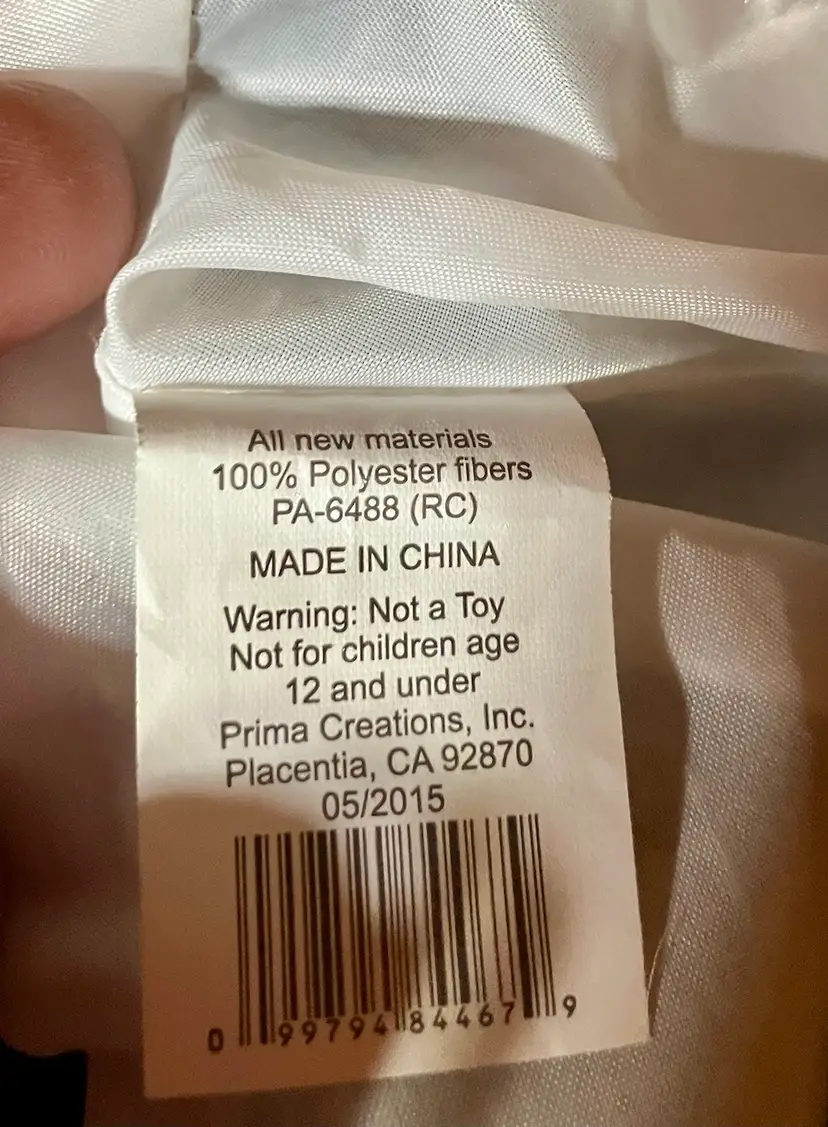 All new materials
100% Polyester fibers
PA-6488 (RC)
MADE IN CHINA
Warning: Not a Toy
Not for children age
12 and under
Prima Creations, Inc.
Placentia, CA 92870
05/2015
0 99794 84467 9